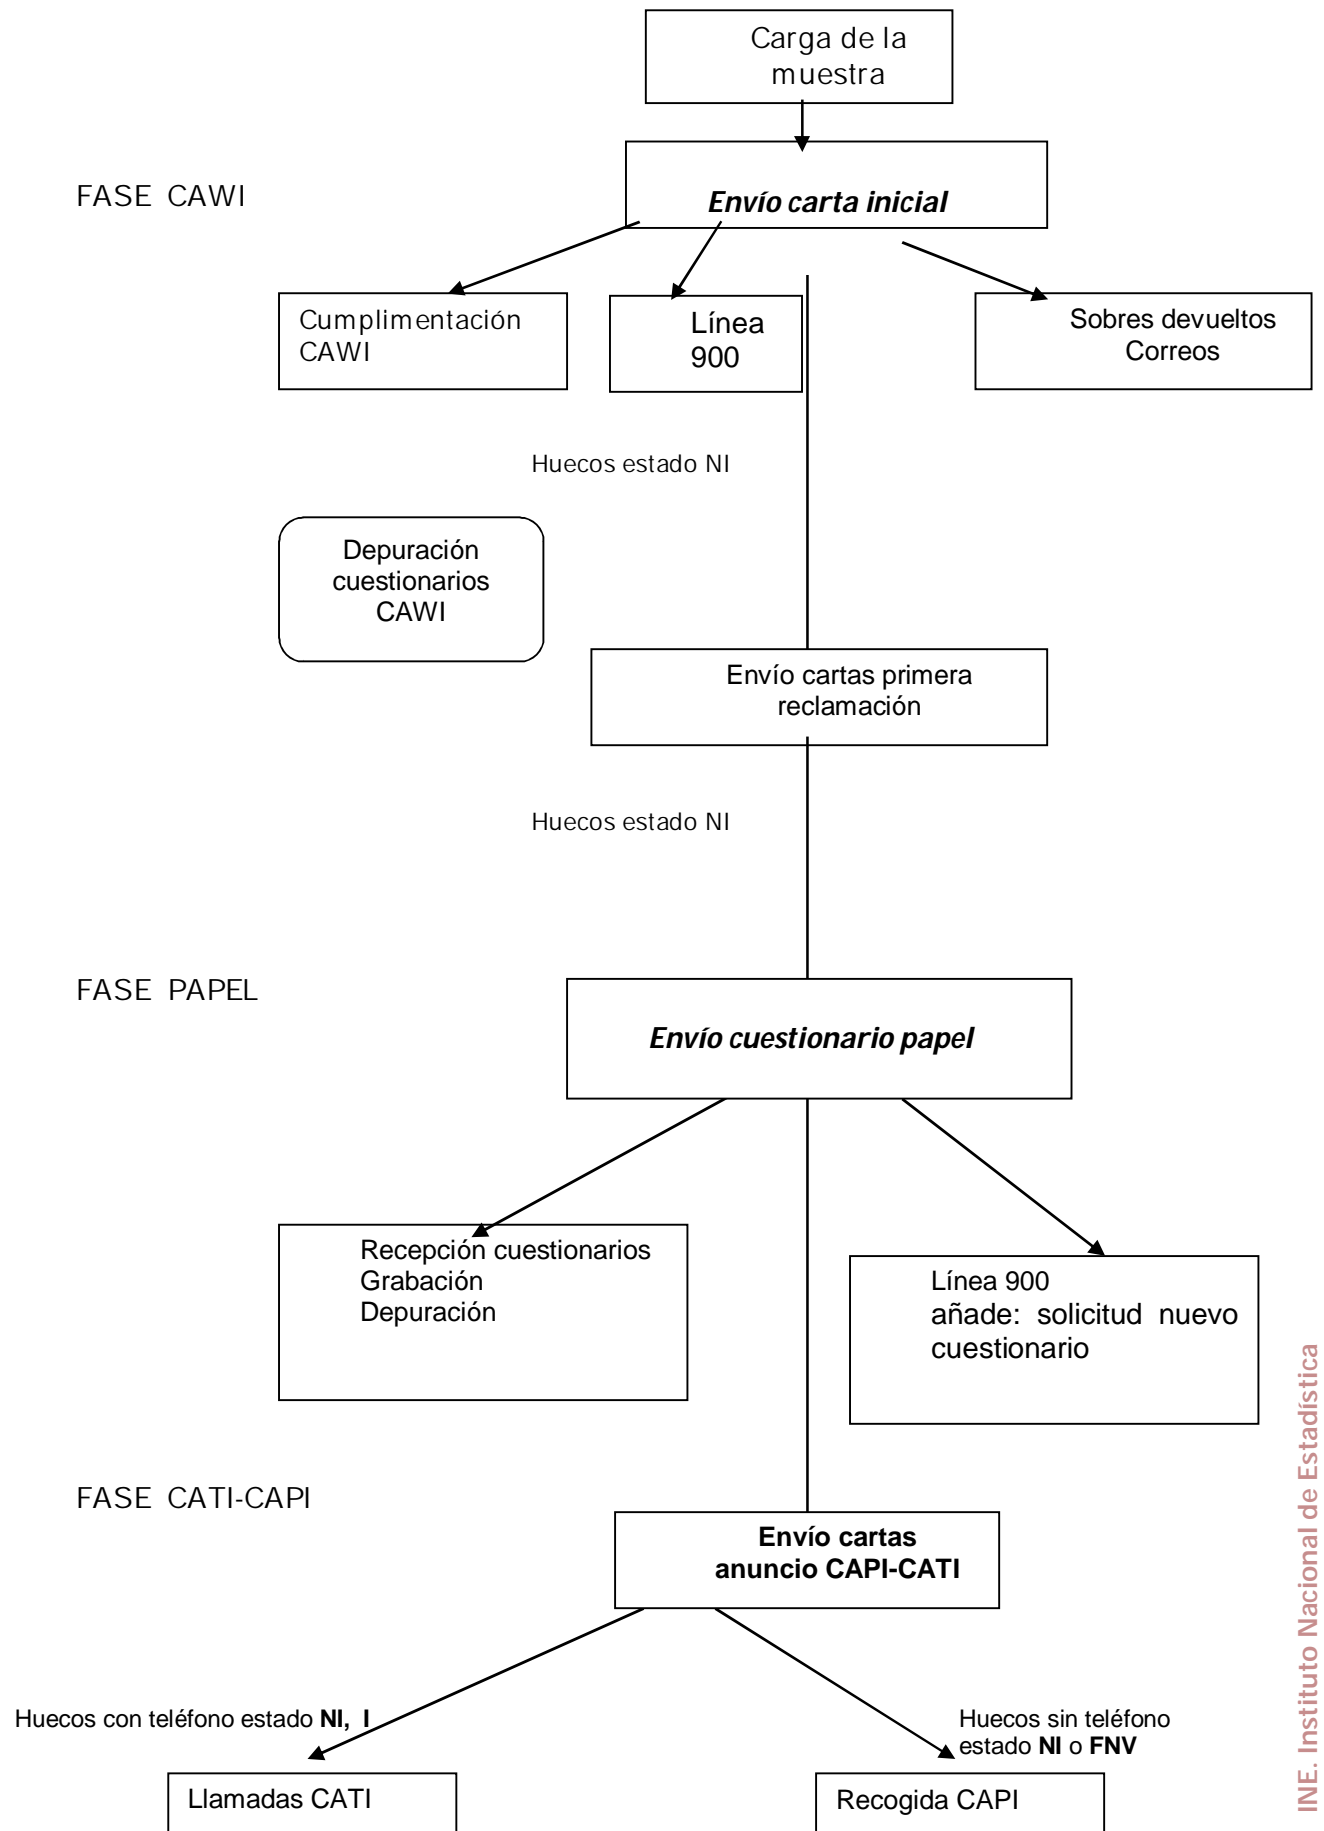 Carga de la
muestra
FASE CAWI
Envío carta inicial
Cumplimentación
CAWI
Línea
900
Sobres devueltos
Correos
Huecos estado NI
Depuración
cuestionarios
CAWI
Envío cartas primera
reclamación
Huecos estado NI
FASE PAPEL
Envío cuestionario papel
Recepción cuestionarios
Grabación
Depuración
Línea 900
añade: solicitud nuevo
cuestionario
FASE CATI-CAPI
Envío cartas
anuncio CAPI-CATI
Huecos con teléfono estado NI, I
Huecos sin teléfono
estado NI o FNV
Llamadas CATI
Recogida CAPI
INE. Instituto Nacional de Estadística